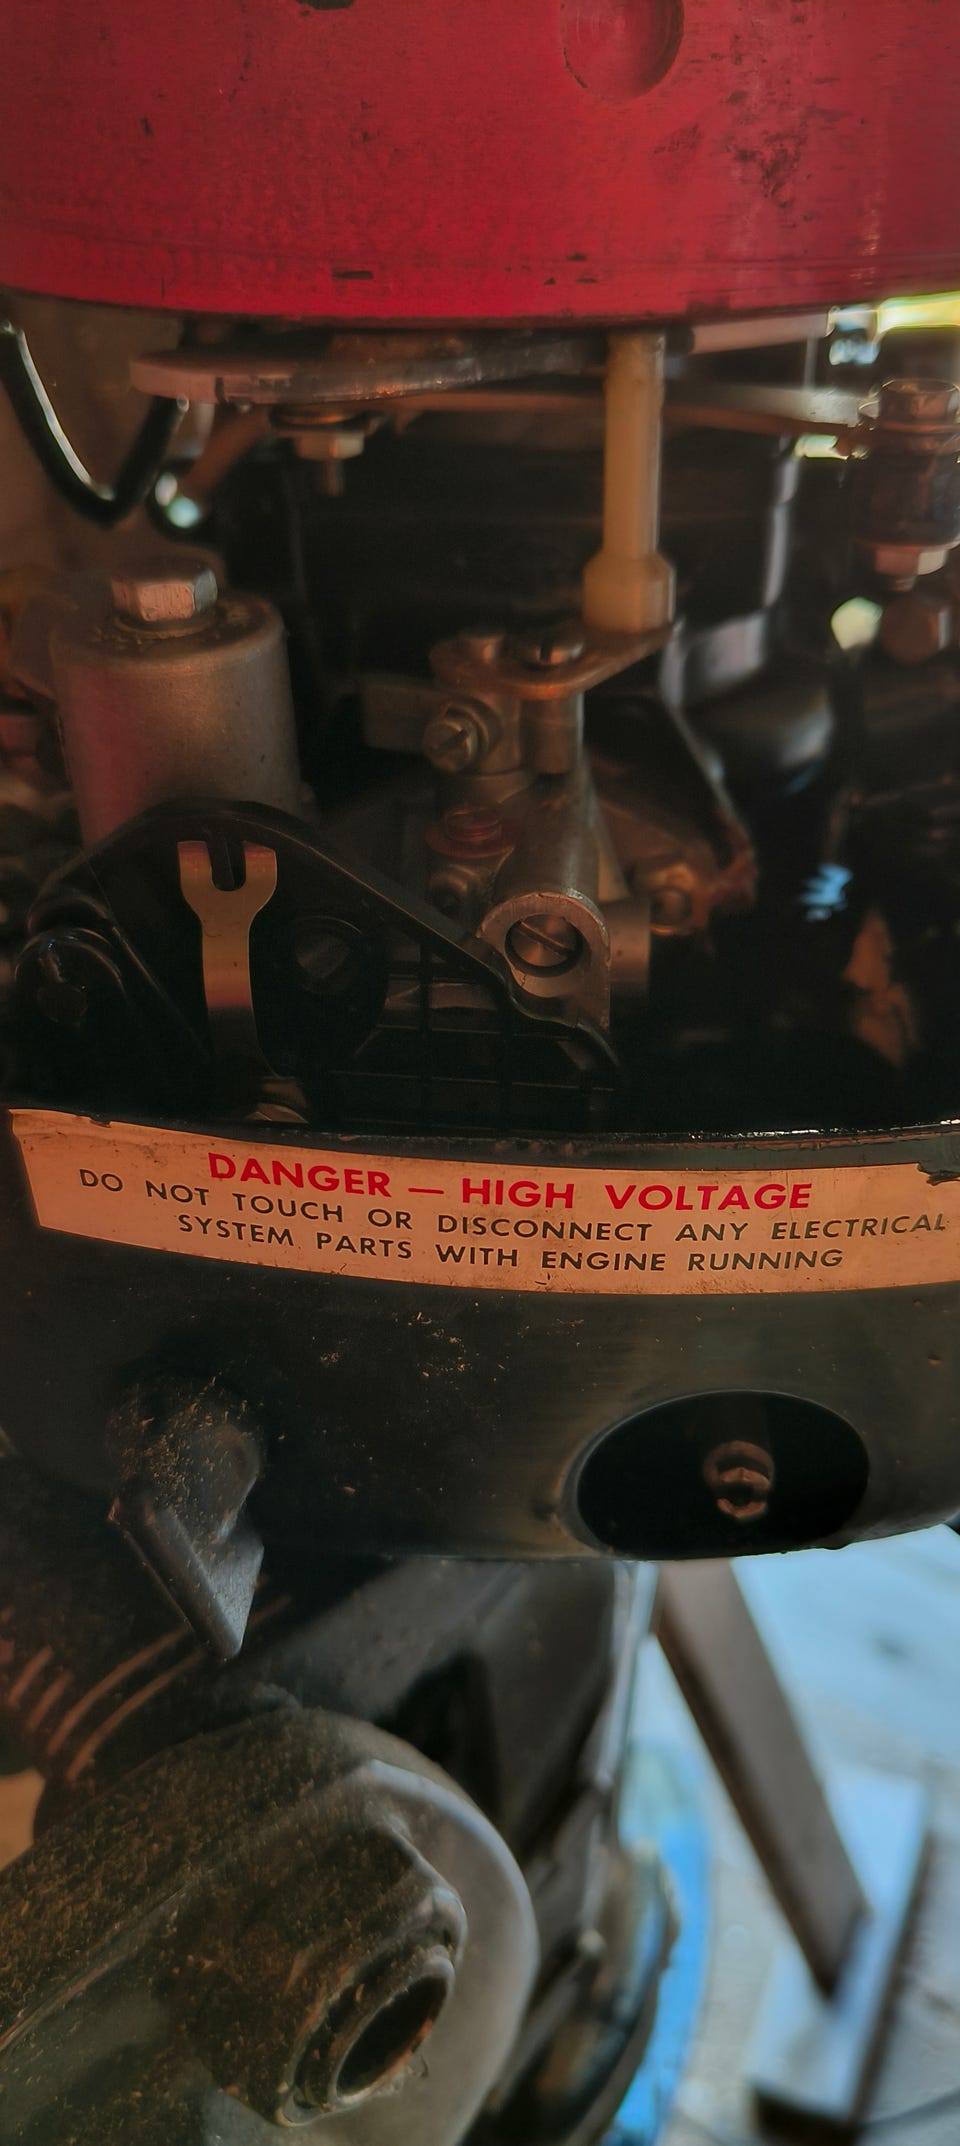 DANGER — HIGH VOLTAGE
DO NOT TOUCH OR DISCONNECT ANY ELECTRICAL
SYSTEM PARTS WITH ENGINE RUNNING